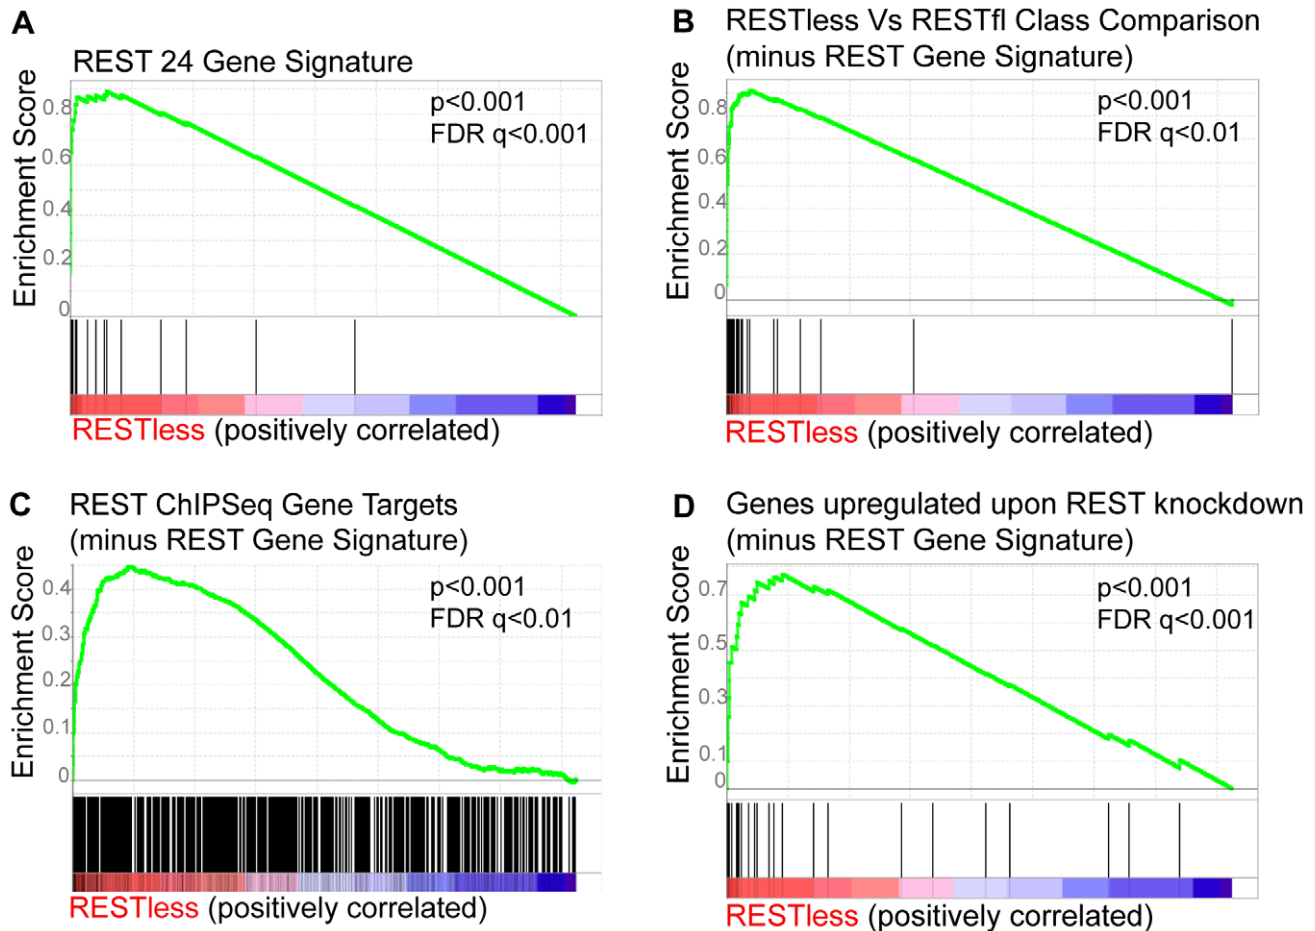 A
REST 24 Gene Signature
p<0.001
FDR q<0.001
Enrichment Score
0.8
0.6
0.4
0.2
0
RESTless (positively correlated)
B
RESTless Vs RESTfl Class Comparison
(minus REST Gene Signature)
p<0.001
FDR q<0.01
Enrichment Score
0.8
0.6
0.4
0.2
0
RESTless (positively correlated)
C
REST ChIPSeq Gene Targets
(minus REST Gene Signature)
p<0.001
FDR q<0.01
Enrichment Score
0.4
0.3
0.2
0.1
0
RESTless (positively correlated)
D
Genes upregulated upon REST knockdown
(minus REST Gene Signature)
p<0.001
FDR q<0.001
Enrichment Score
0.7
0.5
0.3
0.1
0
RESTless (positively correlated)